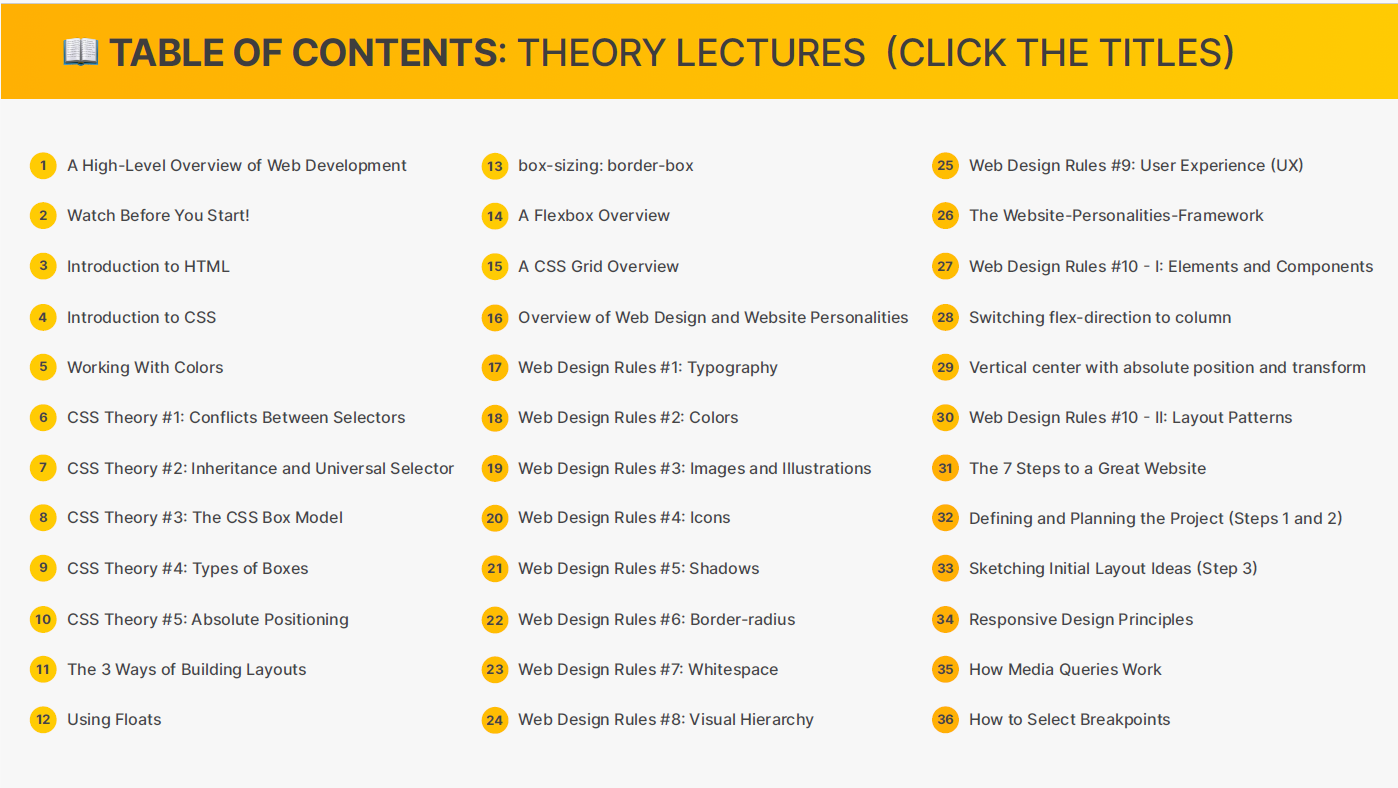 📖 TABLE OF CONTENTS: THEORY LECTURES (CLICK THE TITLES)
1 A High-Level Overview of Web Development
2 Watch Before You Start!
3 Introduction to HTML
4 Introduction to CSS
5 Working With Colors
6 CSS Theory #1: Conflicts Between Selectors
7 CSS Theory #2: Inheritance and Universal Selector
8 CSS Theory #3: The CSS Box Model
9 CSS Theory #4: Types of Boxes
10 CSS Theory #5: Absolute Positioning
11 The 3 Ways of Building Layouts
12 Using Floats
13 box-sizing: border-box
14 A Flexbox Overview
15 A CSS Grid Overview
16 Overview of Web Design and Website Personalities
17 Web Design Rules #1: Typography
18 Web Design Rules #2: Colors
19 Web Design Rules #3: Images and Illustrations
20 Web Design Rules #4: Icons
21 Web Design Rules #5: Shadows
22 Web Design Rules #6: Border-radius
23 Web Design Rules #7: Whitespace
24 Web Design Rules #8: Visual Hierarchy
25 Web Design Rules #9: User Experience (UX)
26 The Website-Personalities-Framework
27 Web Design Rules #10 - I: Elements and Components
28 Switching flex-direction to column
29 Vertical center with absolute position and transform
30 Web Design Rules #10 - II: Layout Patterns
31 The 7 Steps to a Great Website
32 Defining and Planning the Project (Steps 1 and 2)
33 Sketching Initial Layout Ideas (Step 3)
34 Responsive Design Principles
35 How Media Queries Work
36 How to Select Breakpoints